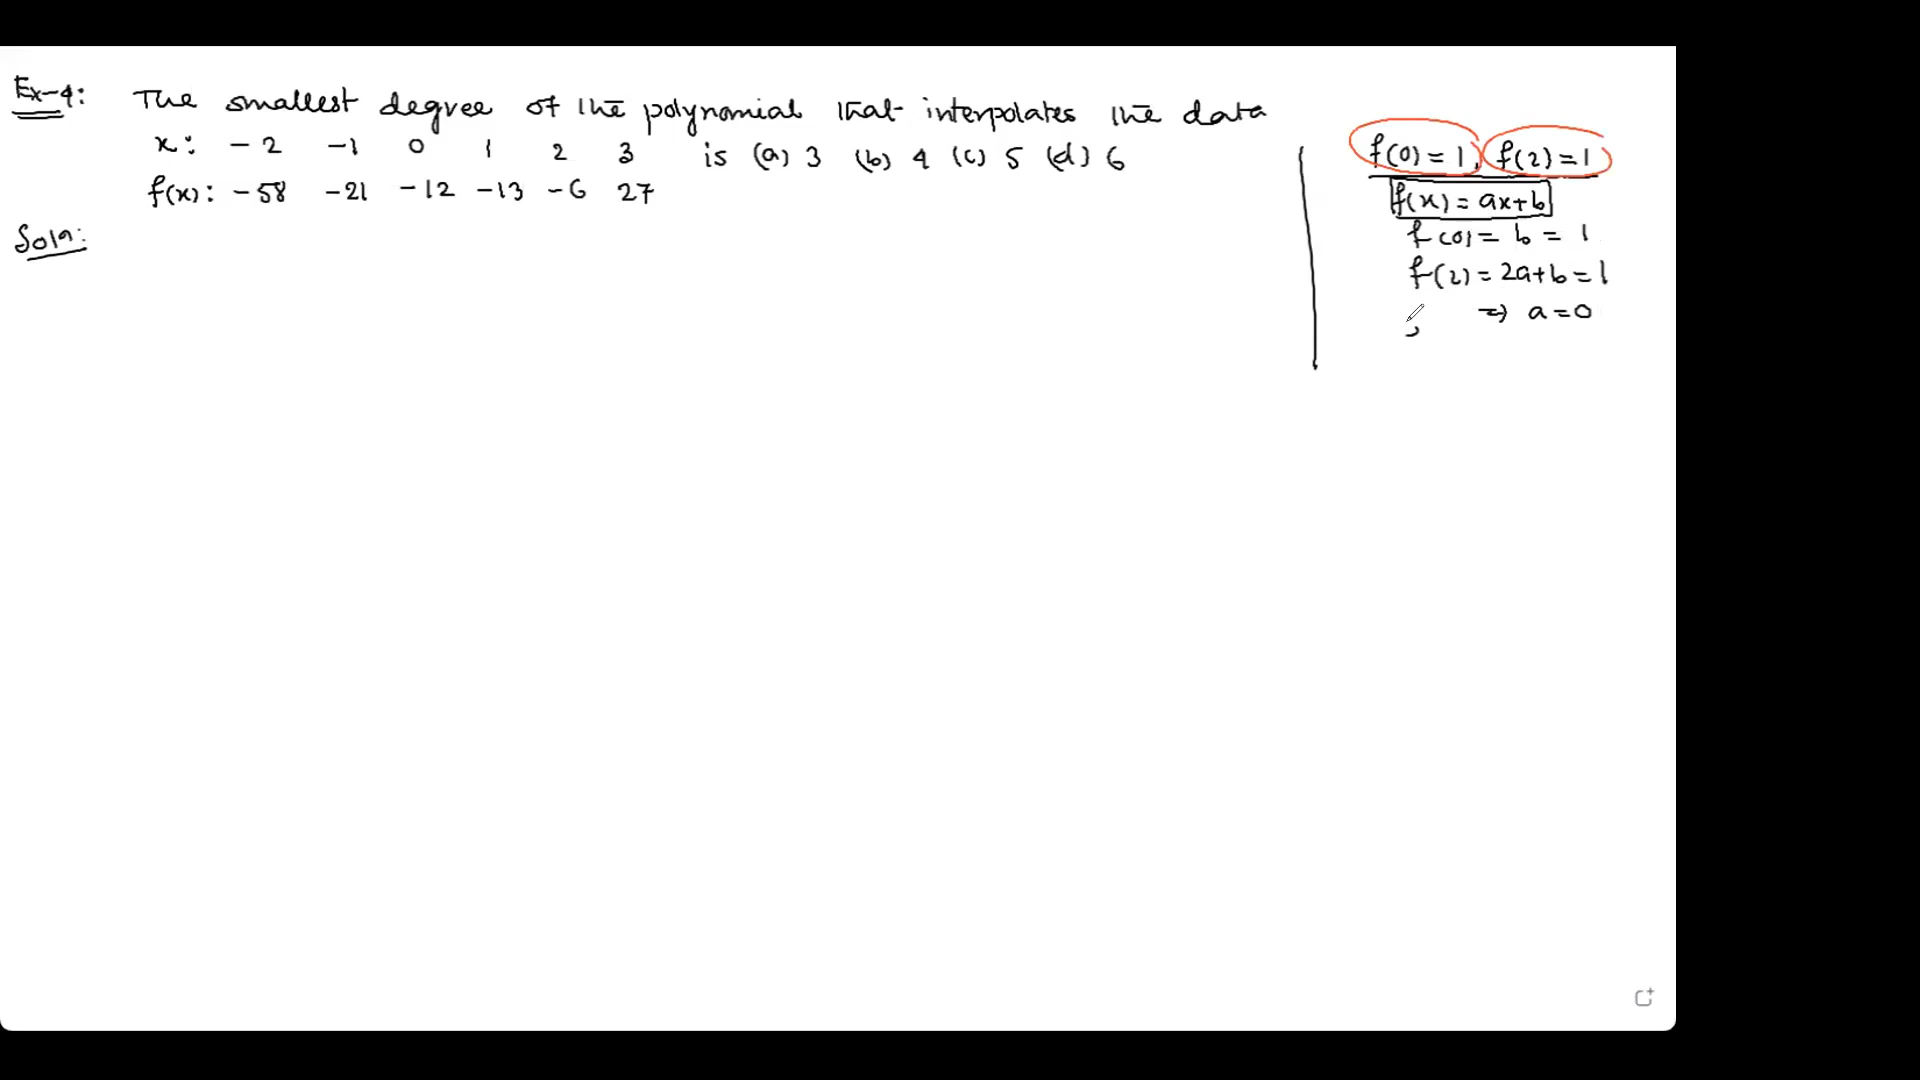 Ex-4: The smallest degree of the polynomial that interpolates the data
x: -2 -1 0 1 2 3 is (a) 3 (b) 4 (c) 5 (d) 6
f(x): -58 -21 -12 -13 -6 27
Soln:
f(0) = 1, f(2) = 1
f(x) = ax+b
f(0) = b = 1
f(2) = 2a+b = 1
⇒ a = 0